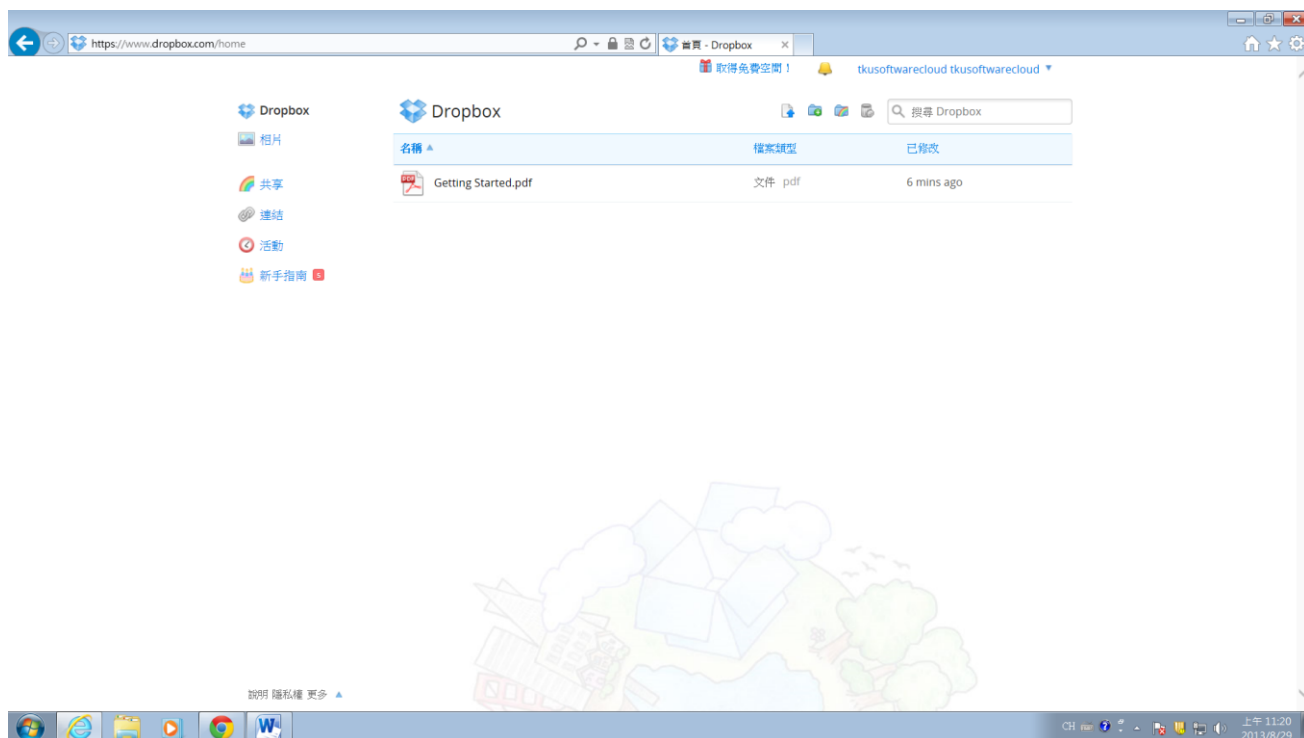 https://www.dropbox.com/home
首頁 - Dropbox
取得免費空間！
tkusoftwarecloud tkusoftwarecloud
Dropbox
Dropbox
搜尋 Dropbox
相片
名稱
檔案類型
已修改
Getting Started.pdf
文件 pdf
6 mins ago
共享
連結
活動
新手指南 5
說明 隱私權 更多
CH
上午 11:20
2013/8/29